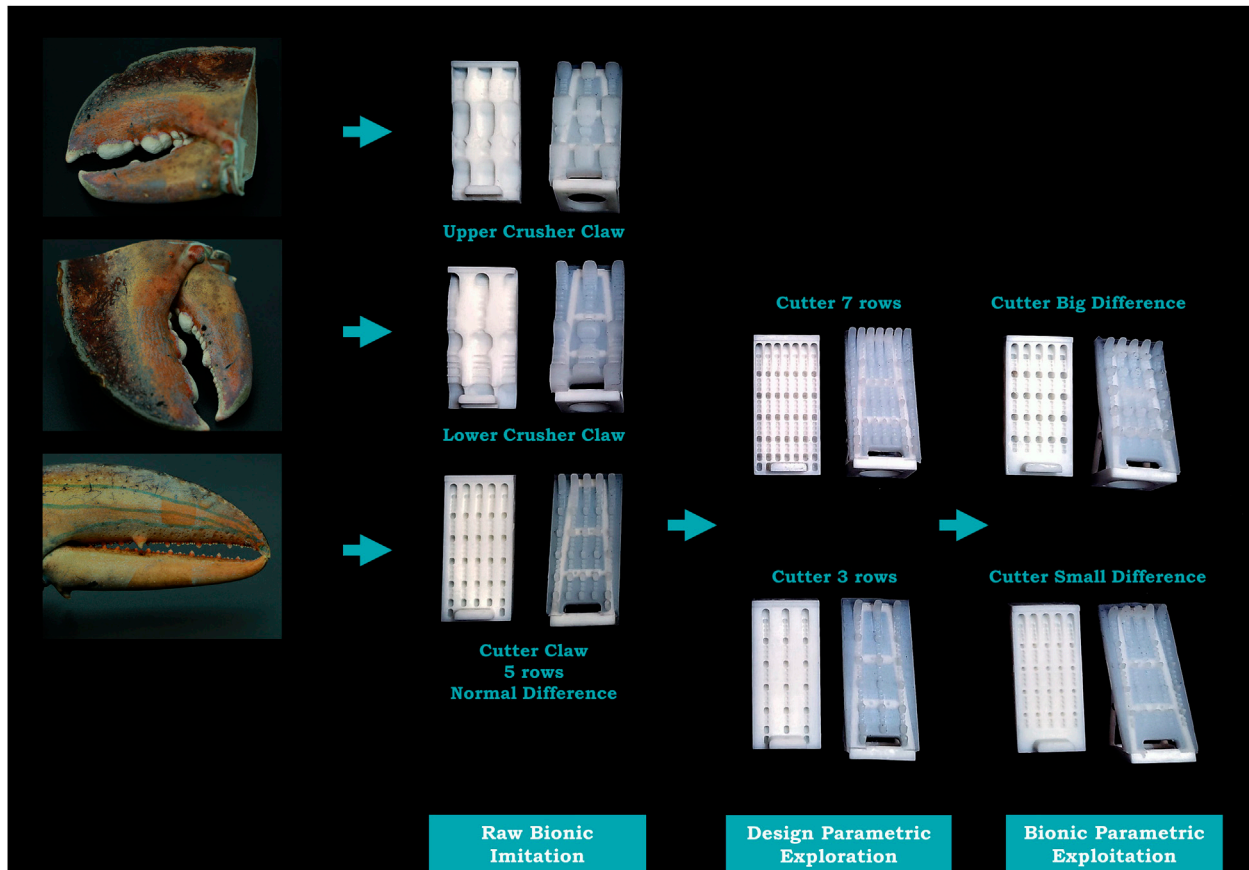 Upper Crusher Claw
Lower Crusher Claw
Cutter Claw
5 rows
Normal Difference
Cutter 7 rows
Cutter 3 rows
Cutter Big Difference
Cutter Small Difference
Raw Bionic
Imitation
Design Parametric
Exploration
Bionic Parametric
Exploitation